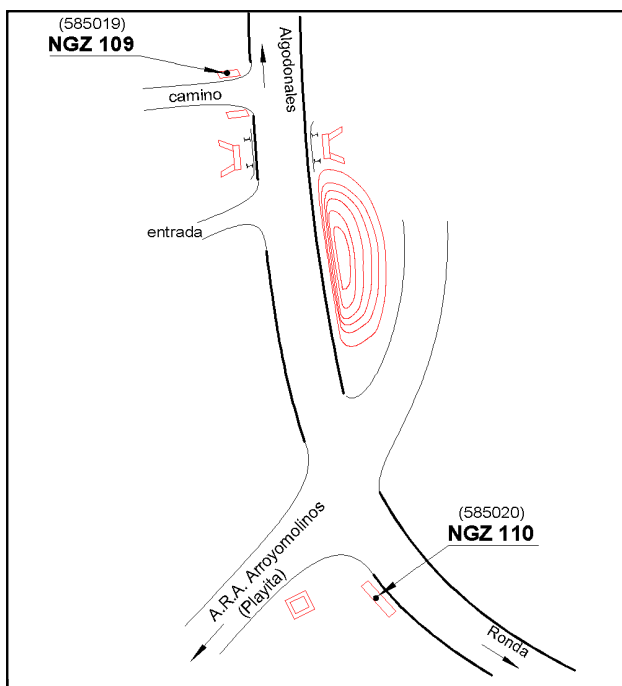 (585019)
NGZ 109
Algodonales
camino
entrada
(585020)
NGZ 110
A.R.A. Arroyomolinos
(Playita)
Ronda